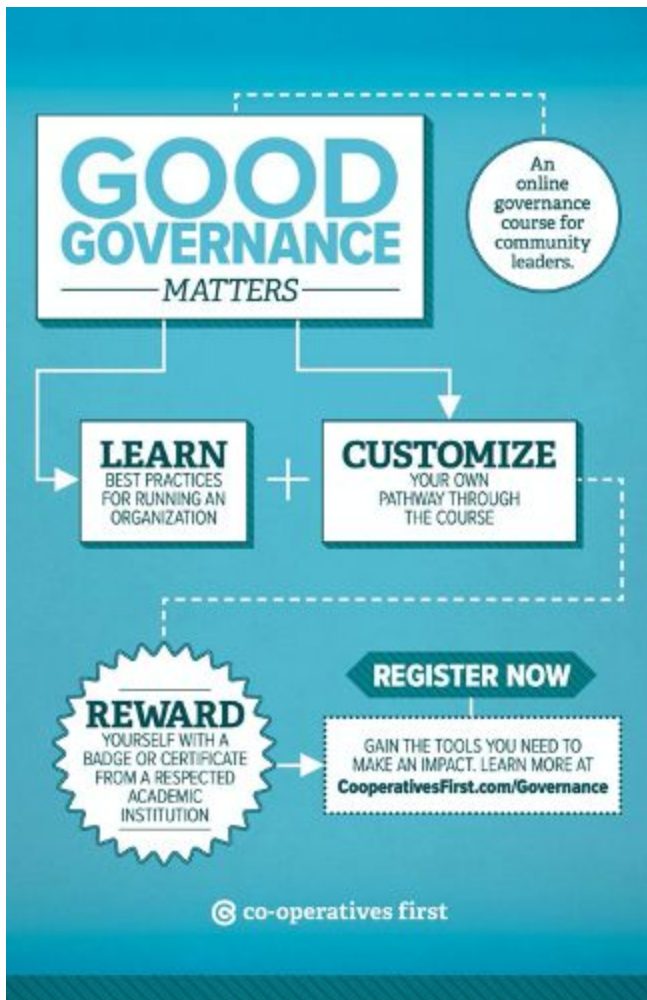 GOOD
GOVERNANCE
MATTERS
An
online
governance
course for
community
leaders.
LEARN
BEST PRACTICES
FOR RUNNING AN
ORGANIZATION
+
CUSTOMIZE
YOUR OWN
PATHWAY THROUGH
THE COURSE
REWARD
YOURSELF WITH A
BADGE OR CERTIFICATE
FROM A RESPECTED
ACADEMIC
INSTITUTION
REGISTER NOW
GAIN THE TOOLS YOU NEED TO
MAKE AN IMPACT. LEARN MORE AT
CooperativesFirst.com/Governance
co-operatives first